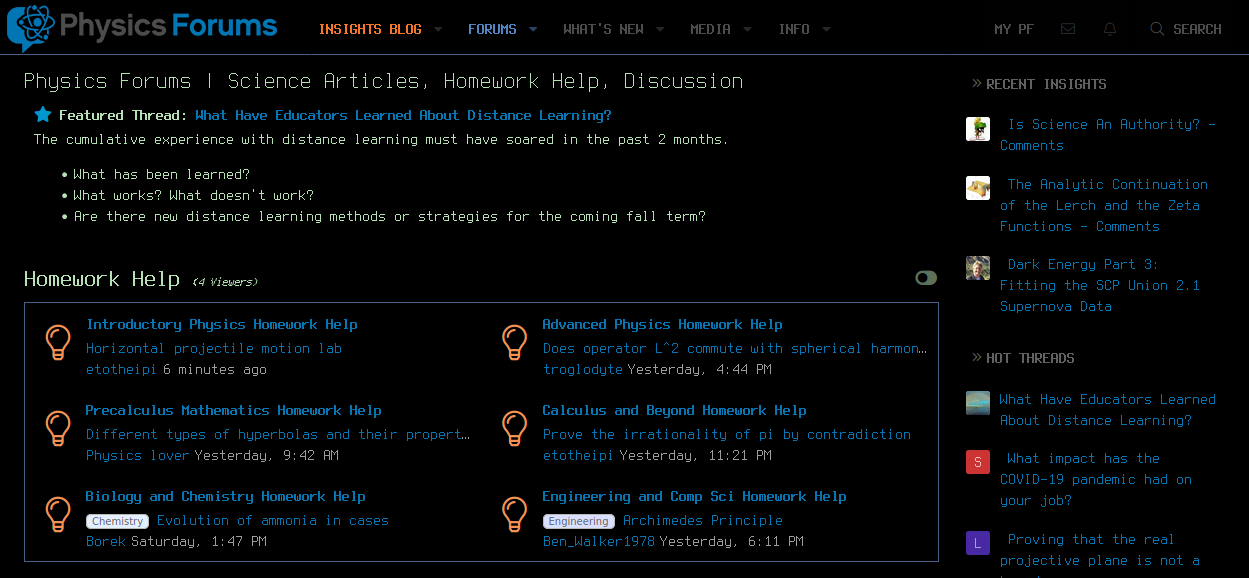 Physics Forums
INSIGHTS BLOG FORUMS WHAT'S NEW MEDIA INFO MY PF SEARCH
Physics Forums | Science Articles, Homework Help, Discussion
Featured Thread: What Have Educators Learned About Distance Learning?
The cumulative experience with distance learning must have soared in the past 2 months.
• What has been learned?
• What works? What doesn't work?
• Are there new distance learning methods or strategies for the coming fall term?
Homework Help (4 Viewers)
Introductory Physics Homework Help
Horizontal projectile motion lab
etotheipi 6 minutes ago
Advanced Physics Homework Help
Does operator L^2 commute with spherical harmon…
troglodyte Yesterday, 4:44 PM
Precalculus Mathematics Homework Help
Different types of hyperbolas and their propert…
Physics lover Yesterday, 9:42 AM
Calculus and Beyond Homework Help
Prove the irrationality of pi by contradiction
etotheipi Yesterday, 11:21 PM
Biology and Chemistry Homework Help
Chemistry Evolution of ammonia in cases
Borek Saturday, 1:47 PM
Engineering and Comp Sci Homework Help
Engineering Archimedes Principle
Ben_Walker1978 Yesterday, 6:11 PM
» RECENT INSIGHTS
Is Science An Authority? -
Comments
The Analytic Continuation
of the Lerch and the Zeta
Functions - Comments
Dark Energy Part 3:
Fitting the SCP Union 2.1
Supernova Data
» HOT THREADS
What Have Educators Learned
About Distance Learning?
S
What impact has the
COVID-19 pandemic had on
your job?
L
Proving that the real
projective plane is not a